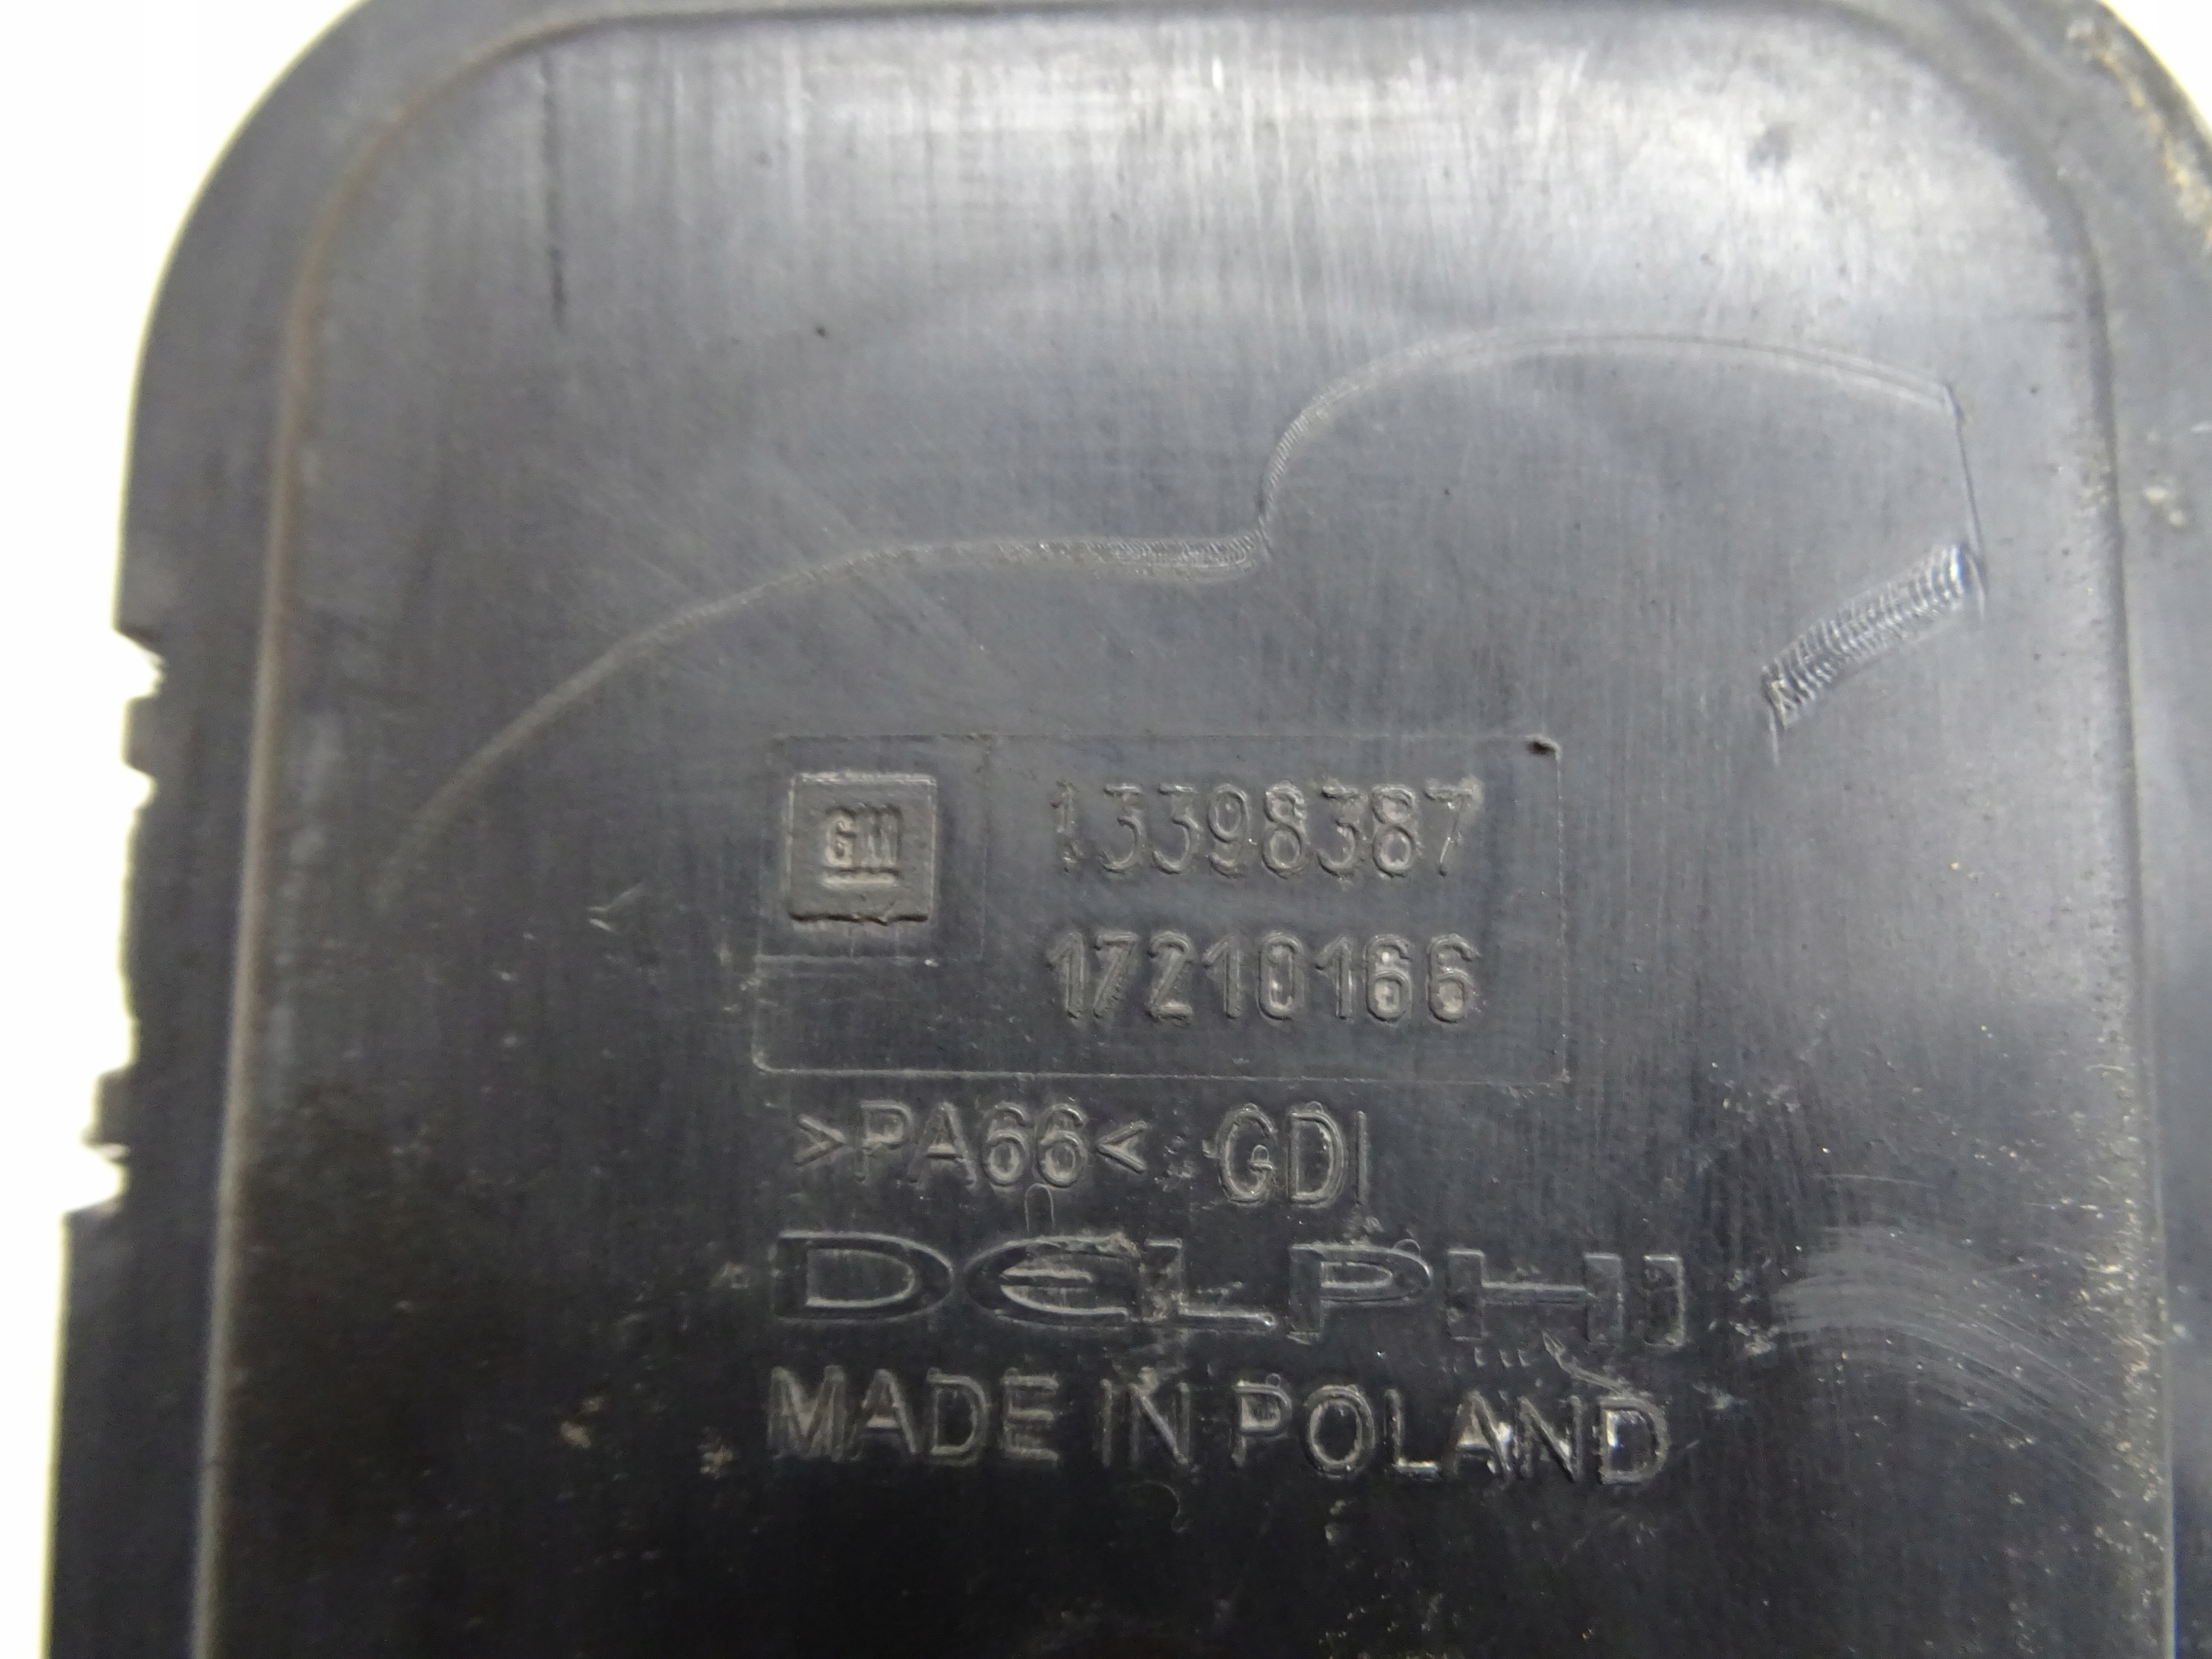 GM 13398387
17210166
>PA66< GDI
DELPHI
MADE IN POLAND